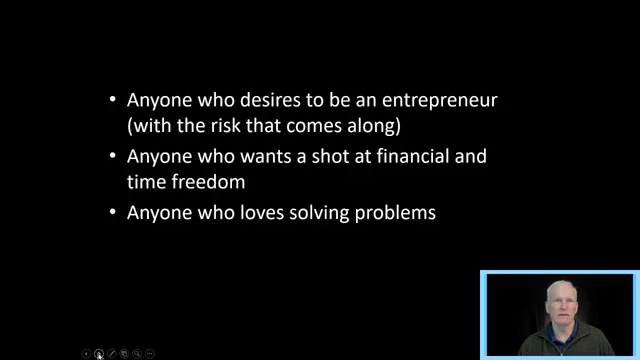 • Anyone who desires to be an entrepreneur
(with the risk that comes along)
• Anyone who wants a shot at financial and
time freedom
• Anyone who loves solving problems